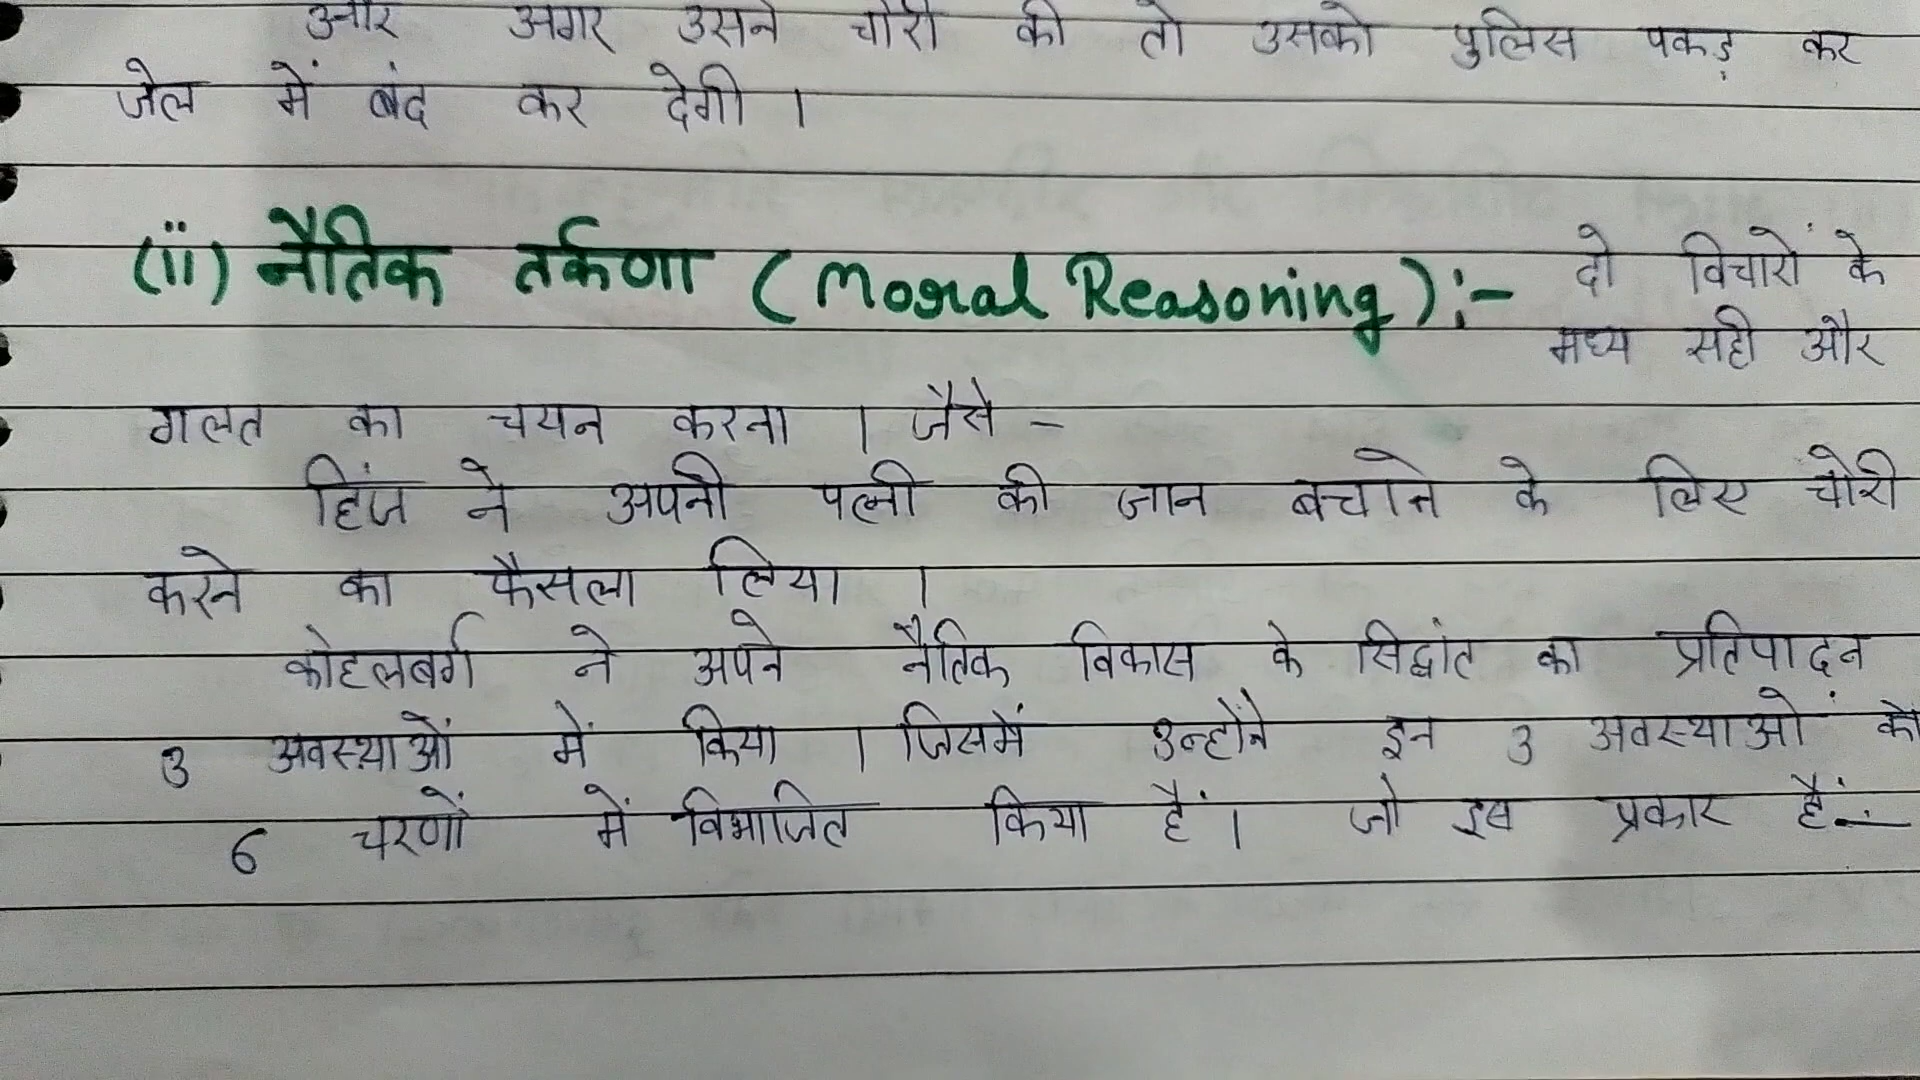 और अगर उसने चोरी की तो उसको पुलिस पकड़ कर
जेल में बंद कर देगी ।
(ii) नैतिक तर्कणा (Moral Reasoning):- दो विचारों के
मध्य सही और
गलत का चयन करना । जैसे -
हिंज ने अपनी पत्नी की जान बचाने के लिए चोरी
करने का फैसला लिया ।
कोहलबर्ग ने अपने नैतिक विकास के सिद्धांत का प्रतिपादन
3 अवस्थाओं में किया । जिसमें उन्होंने इन 3 अवस्थाओं को
6 चरणों में विभाजित किया हैं । जो इस प्रकार हैं:-